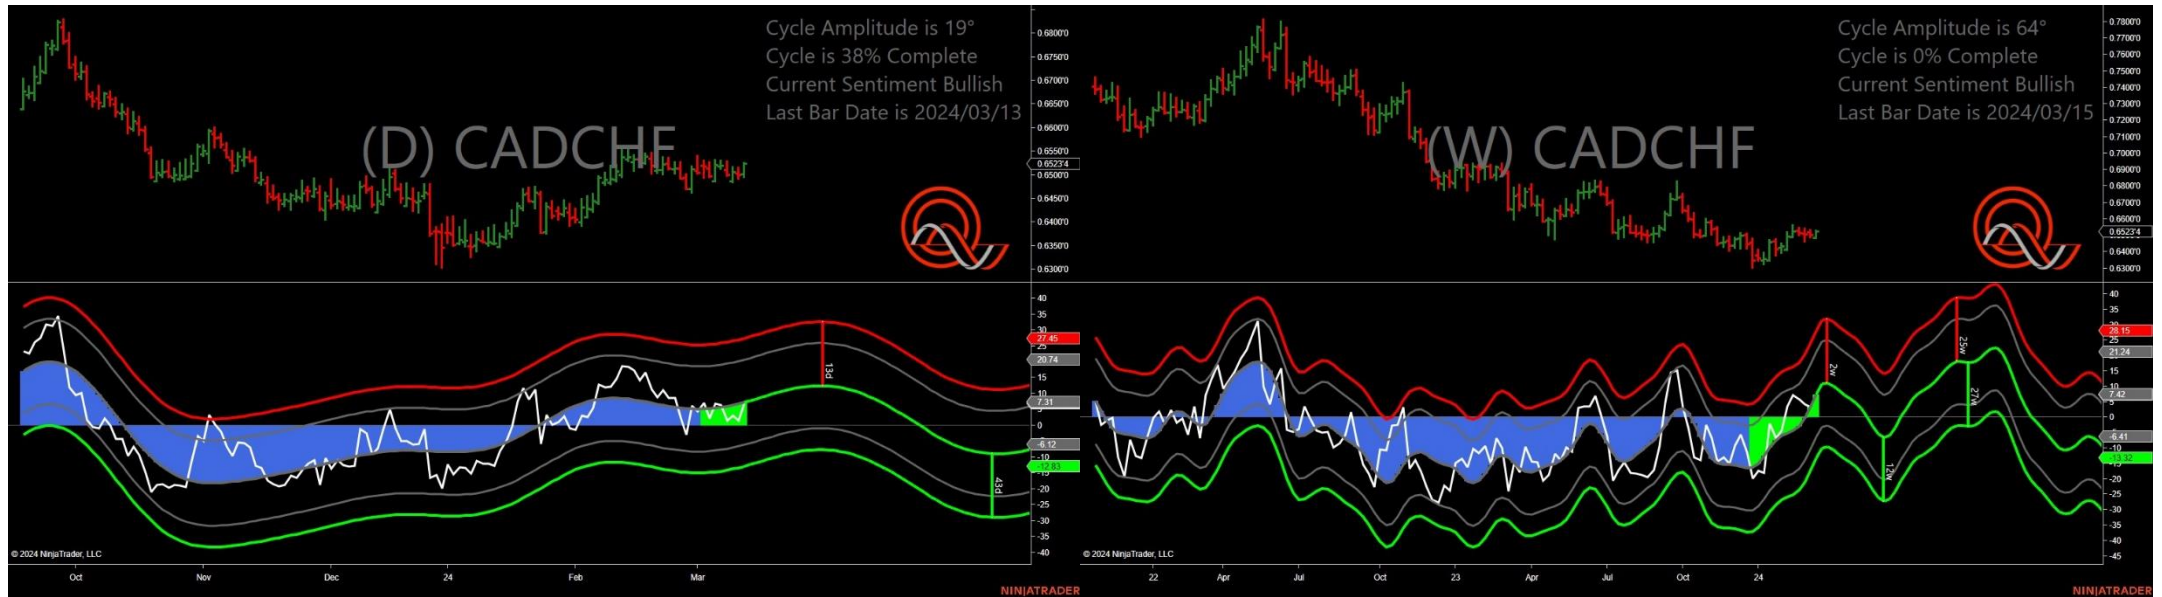 Cycle Amplitude is 19°
Cycle is 38% Complete
Current Sentiment Bullish
Last Bar Date is 2024/03/13
(D) CADCHF
0.6800'0
0.6750'0
0.6700'0
0.6650'0
0.6600'0
0.6550'0
0.6523'4
0.6500'0
0.6450'0
0.6400'0
0.6350'0
0.6300'0
40
35
30
27.45
25
20.74
15
10
7.31
5
0
-6.12
-10
-12.83
-20
-25
-30
-35
-40
13d
43d
© 2024 NinjaTrader, LLC
Oct
Nov
Dec
24
Feb
Mar
NINJATRADER
Cycle Amplitude is 64°
Cycle is 0% Complete
Current Sentiment Bullish
Last Bar Date is 2024/03/15
(W) CADCHF
0.7800'0
0.7700'0
0.7600'0
0.7500'0
0.7400'0
0.7300'0
0.7200'0
0.7100'0
0.7000'0
0.6900'0
0.6800'0
0.6700'0
0.6600'0
0.6523'4
0.6400'0
0.6300'0
40
35
28.15
25
21.24
15
10
7.42
5
0
-6.41
-13.32
-20
-25
-30
-35
-40
-45
2w
12w
25w
27w
© 2024 NinjaTrader, LLC
22
Apr
Jul
Oct
23
Apr
Jul
Oct
24
NINJATRADER